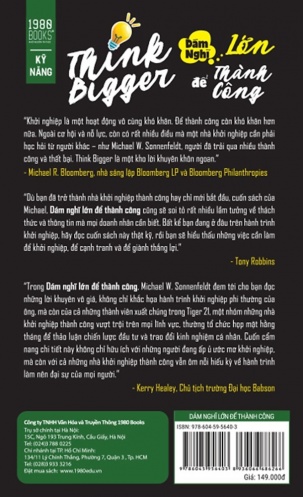 1980
BOOKS
KỸ
NĂNG
Think
Bigger
Dám
Nghĩ
Lớn
để
Thành
Công
"Khởi nghiệp là một hoạt động vô cùng khó khăn. Để thành công còn khó khăn hơn
nữa. Ngoài cơ hội và nỗ lực, còn có rất nhiều điều mà một nhà khởi nghiệp cần phải
học hỏi từ người khác – như Michael W. Sonnenfeldt, người đã trải qua nhiều thành
công và thất bại. Think Bigger là một kho lời khuyên khôn ngoan."
- Michael R. Bloomberg, nhà sáng lập Bloomberg LP và Bloomberg Philanthropies
"Dù bạn đã trở thành nhà khởi nghiệp thành công hay chỉ mới bắt đầu, cuốn sách của
Michael, Dám nghĩ lớn để thành công cũng sẽ soi tỏ rất nhiều lầm tưởng về thách
thức và thông tin mà mọi doanh nhân cần biết. Bất kể bạn đang ở đâu trên hành trình
khởi nghiệp, hãy đọc cuốn sách này thật kỹ, rồi bạn sẽ hiểu thấu những việc cần làm
để khởi nghiệp, để cạnh tranh và để giành thắng lợi."
- Tony Robbins
"Trong Dám nghĩ lớn để thành công, Michael W. Sonnenfeldt đem tới cho bạn đọc
những lời khuyên vô giá, không chỉ khắc họa hành trình khởi nghiệp phi thường của
ông, mà còn của cả những thành viên xuất chúng trong Tiger 21, một nhóm những nhà
khởi nghiệp thành công vượt trội trên mọi lĩnh vực, thường tổ chức họp mặt hằng
tháng để thảo luận chiến lược đầu tư và trao đổi kinh nghiệm cá nhân. Cuốn cẩm
nang chi tiết này không chỉ hữu ích với những người đang ấp ủ ước mơ khởi nghiệp,
mà còn với cả những nhà khởi nghiệp thành công vẫn ôm nỗi hiếu kỳ về hành trình
làm nên đại sự của mọi người."
- Kerry Healey, Chủ tịch trường Đại học Babson
Công ty TNHH Văn Hóa và Truyền Thông 1980 Books
Trụ sở chính tại Hà Nội:
15C, Ngõ 193 Trung Kính, Cầu Giấy, Hà Nội
Tel: (024)3788 0225
Chi nhánh tại TP. Hồ Chí Minh:
134/11 Lý Chính Thắng, Phường 7, Quận 3, TP. HCM
Tel: (028)3 933 3216
Website: www.1980edu.vn
DÁM NGHĨ LỚN ĐỂ THÀNH CÔNG
ISBN: 978-604-59-5640-3
Giá: 149.000đ